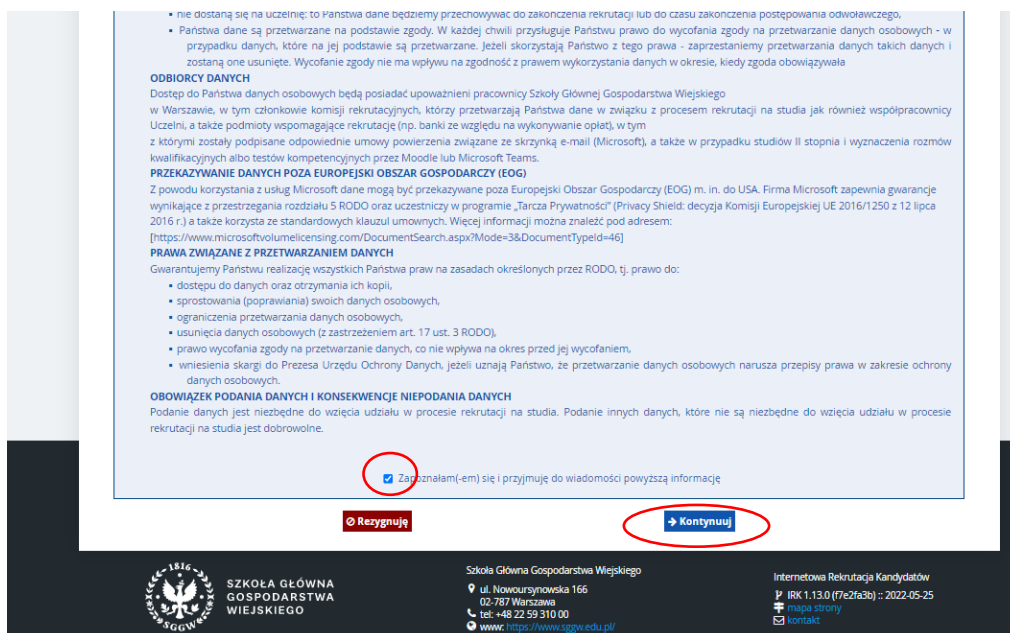 nie dostaną się na uczelnię: to Państwa dane będziemy przechowywać do zakończenia rekrutacji lub do czasu zakończenia postępowania odwoławczego,
Państwa dane są przetwarzane na podstawie zgody. W każdej chwili przysługuje Państwu prawo do wycofania zgody na przetwarzanie danych osobowych - w
przypadku danych, które na jej podstawie są przetwarzane. Jeżeli skorzystają Państwo z tego prawa - zaprzestaniemy przetwarzania danych takich danych i
zostaną one usunięte. Wycofanie zgody nie ma wpływu na zgodność z prawem wykorzystania danych w okresie, kiedy zgoda obowiązywała
ODBIORCY DANYCH
Dostęp do Państwa danych osobowych będą posiadać upoważnieni pracownicy Szkoły Głównej Gospodarstwa Wiejskiego
w Warszawie, w tym członkowie komisji rekrutacyjnych, którzy przetwarzają Państwa dane w związku z procesem rekrutacji na studia jak również współpracownicy
Uczelni, a także podmioty wspomagające rekrutację (np. banki ze względu na wykonywanie opłat), w tym
z którymi zostały podpisane odpowiednie umowy powierzenia związane ze skrzynką e-mail (Microsoft), a także w przypadku studiów II stopnia i wyznaczenia rozmów
kwalifikacyjnych albo testów kompetencyjnych przez Moodle lub Microsoft Teams.
PRZEKAZYWANIE DANYCH POZA EUROPEJSKI OBSZAR GOSPODARCZY (EOG)
Z powodu korzystania z usług Microsoft dane mogą być przekazywane poza Europejski Obszar Gospodarczy (EOG) m. in. do USA. Firma Microsoft zapewnia gwarancje
wynikające z przestrzegania rozdziału 5 RODO oraz uczestniczy w programie „Tarcza Prywatności” (Privacy Shield: decyzja Komisji Europejskiej UE 2016/1250 z 12 lipca
2016 r.) a także korzysta ze standardowych klauzul umownych. Więcej informacji można znaleźć pod adresem:
[https://www.microsoftvolumelicensing.com/DocumentSearch.aspx?Mode=3&DocumentTypeId=46]
PRAWA ZWIĄZANE Z PRZETWARZANIEM DANYCH
Gwarantujemy Państwu realizację wszystkich Państwa praw na zasadach określonych przez RODO, tj. prawo do:
dostępu do danych oraz otrzymania ich kopii,
sprostowania (poprawiania) swoich danych osobowych,
ograniczenia przetwarzania danych osobowych,
usunięcia danych osobowych (z zastrzeżeniem art. 17 ust. 3 RODO),
prawo wycofania zgody na przetwarzanie danych, co nie wpływa na okres przed jej wycofaniem,
wniesienia skargi do Prezesa Urzędu Ochrony Danych, jeżeli uznają Państwo, że przetwarzanie danych osobowych narusza przepisy prawa w zakresie ochrony
danych osobowych.
OBOWIĄZEK PODANIA DANYCH I KONSEKWENCJE NIEPODANIA DANYCH
Podanie danych jest niezbędne do wzięcia udziału w procesie rekrutacji na studia. Podanie innych danych, które nie są niezbędne do wzięcia udziału w procesie
rekrutacji na studia jest dobrowolne.
Zapoznałam(-em) się i przyjmuję do wiadomości powyższą informację
Rezygnuję
Kontynuuj
1816
SGGW
SZKOŁA GŁÓWNA
GOSPODARSTWA
WIEJSKIEGO
Szkoła Główna Gospodarstwa Wiejskiego
ul. Nowoursynowska 166
02-787 Warszawa
tel: +48 22 59 310 00
www: https://www.sggw.edu.pl/
Internetowa Rekrutacja Kandydatów
IRK 1.13.0 (f7e2fa3b) :: 2022-05-25
mapa strony
kontakt